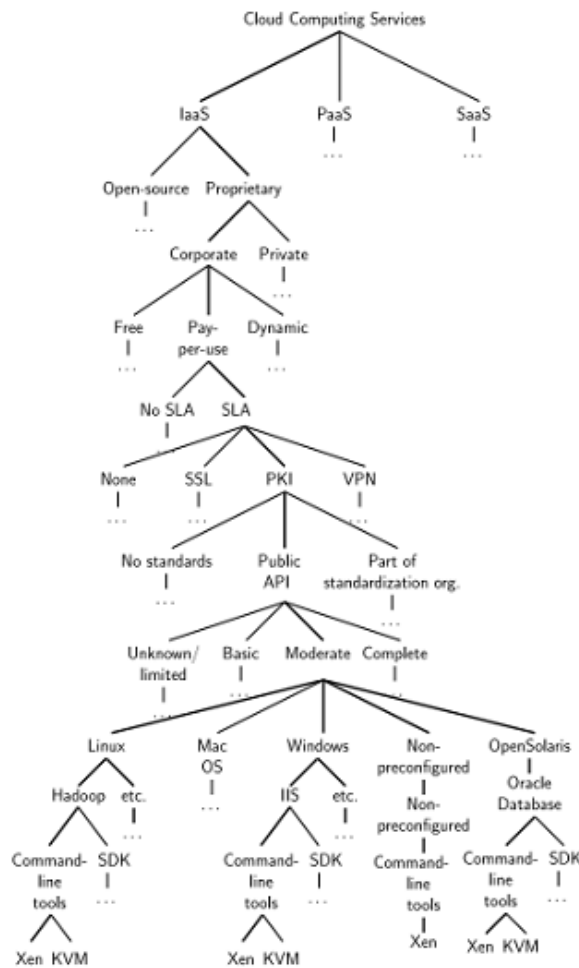 Cloud Computing Services
IaaS PaaS SaaS
... ...
Open-source Proprietary
...
Corporate Private
...
Free Pay- Dynamic
per-use
... ...
No SLA SLA
...
None SSL PKI VPN
... ... ...
No standards Public Part of
API standardization org.
... ...
Unknown/ Basic Moderate Complete
limited
... ... ...
Linux Mac Windows Non- OpenSolaris
OS preconfigured
Hadoop etc. ... IIS etc. Non- Oracle
preconfigured Database
... ...
Command- SDK Command- SDK Command- Command- SDK
line line line line
tools ... tools ... tools tools ...
Xen KVM Xen KVM Xen Xen KVM